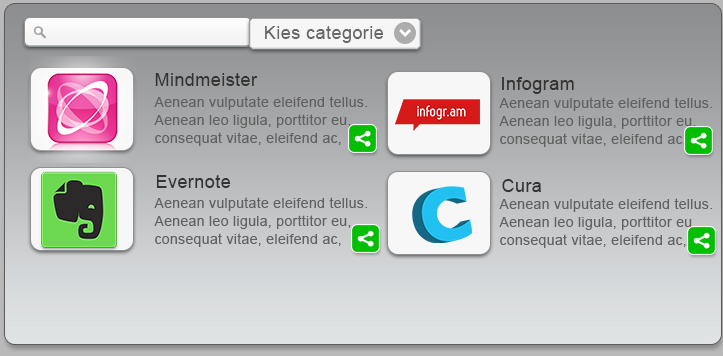 Kies categorie
Mindmeister
Aenean vulputate eleifend tellus.
Aenean leo ligula, porttitor eu,
consequat vitae, eleifend ac,
infogr.am
Infogram
Aenean vulputate eleifend tellus.
Aenean leo ligula, porttitor eu,
consequat vitae, eleifend ac,
Evernote
Aenean vulputate eleifend tellus.
Aenean leo ligula, porttitor eu,
consequat vitae, eleifend ac,
C
Cura
Aenean vulputate eleifend tellus.
Aenean leo ligula, porttitor eu,
consequat vitae, eleifend ac,